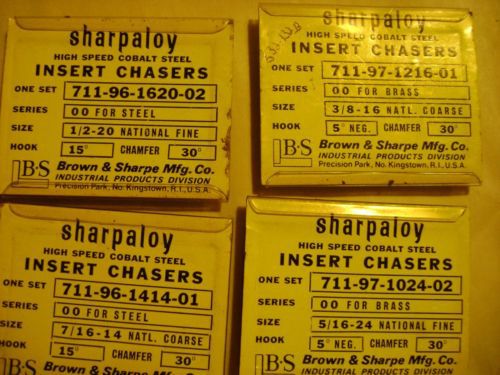 sharpaloy
HIGH SPEED COBALT STEEL
INSERT CHASERS
ONE SET 711-96-1620-02
SERIES 00 FOR STEEL
SIZE 1/2-20 NATIONAL FINE
HOOK 15° CHAMFER 30°
B·S Brown & Sharpe Mfg. Co.
INDUSTRIAL PRODUCTS DIVISION
Precision Park, No. Kingstown, R.I., U.S.A.
sharpaloy
HIGH SPEED COBALT STEEL
INSERT CHASERS
ONE SET 711-97-1216-01
SERIES 00 FOR BRASS
SIZE 3/8-16 NATL. COARSE
HOOK 5° NEG. CHAMFER 30°
B·S Brown & Sharpe Mfg. Co.
INDUSTRIAL PRODUCTS DIVISION
Precision Park, No. Kingstown, R.I., U.S.A.
sharpaloy
HIGH SPEED COBALT STEEL
INSERT CHASERS
ONE SET 711-96-1414-01
SERIES 00 FOR STEEL
SIZE 7/16-14 NATL. COARSE
HOOK 15° CHAMFER 30°
B·S Brown & Sharpe Mfg. Co.
sharpaloy
HIGH SPEED COBALT STEEL
INSERT CHASERS
ONE SET 711-97-1024-02
SERIES 00 FOR BRASS
SIZE 5/16-24 NATIONAL FINE
HOOK 5° NEG. CHAMFER 30°
B·S Brown & Sharpe Mfg. Co.